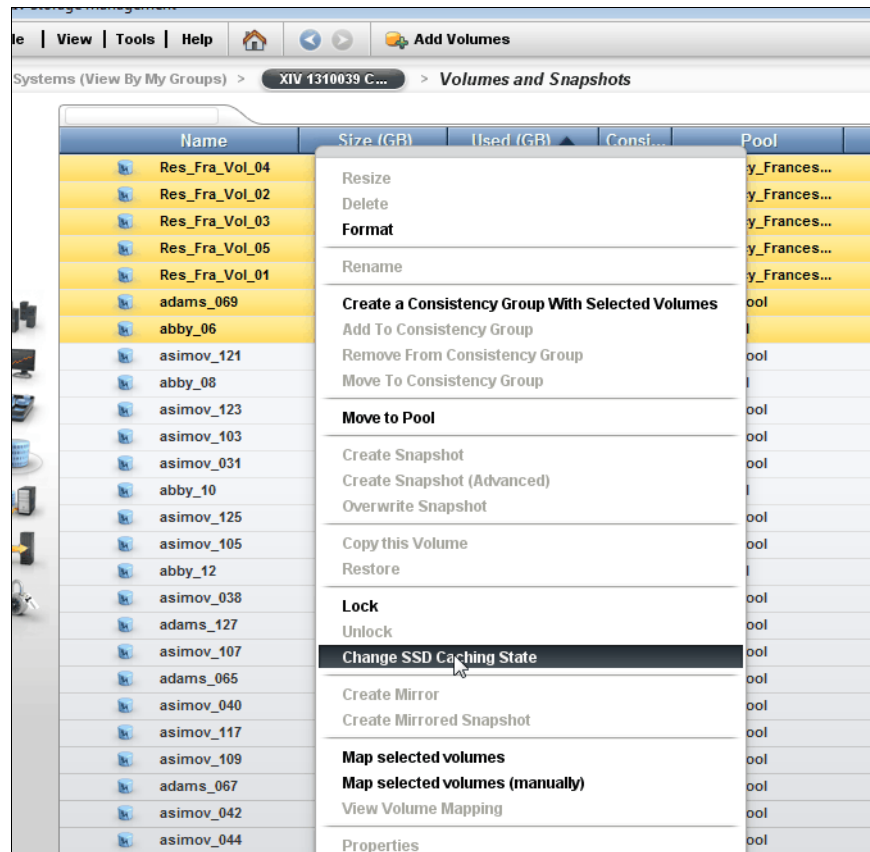 le | View | Tools | Help Add Volumes
Systems (View By My Groups) > XIV 1310039 C... > Volumes and Snapshots
Name Size (GB) Used (GB) Consi... Pool
Res_Fra_Vol_04 y_Frances...
Res_Fra_Vol_02 y_Frances...
Res_Fra_Vol_03 y_Frances...
Res_Fra_Vol_05 y_Frances...
Res_Fra_Vol_01 y_Frances...
adams_069 ool
abby_06 l
asimov_121 ool
abby_08 l
asimov_123 ool
asimov_103 ool
asimov_031 ool
abby_10 l
asimov_125 ool
asimov_105 ool
abby_12 l
asimov_038 ool
adams_127 ool
asimov_107 ool
adams_065 ool
asimov_040 ool
asimov_117 ool
asimov_109 ool
adams_067 ool
asimov_042 ool
asimov_044 ool
Resize
Delete
Format
Rename
Create a Consistency Group With Selected Volumes
Add To Consistency Group
Remove From Consistency Group
Move To Consistency Group
Move to Pool
Create Snapshot
Create Snapshot (Advanced)
Overwrite Snapshot
Copy this Volume
Restore
Lock
Unlock
Change SSD Caching State
Create Mirror
Create Mirrored Snapshot
Map selected volumes
Map selected volumes (manually)
View Volume Mapping
Properties